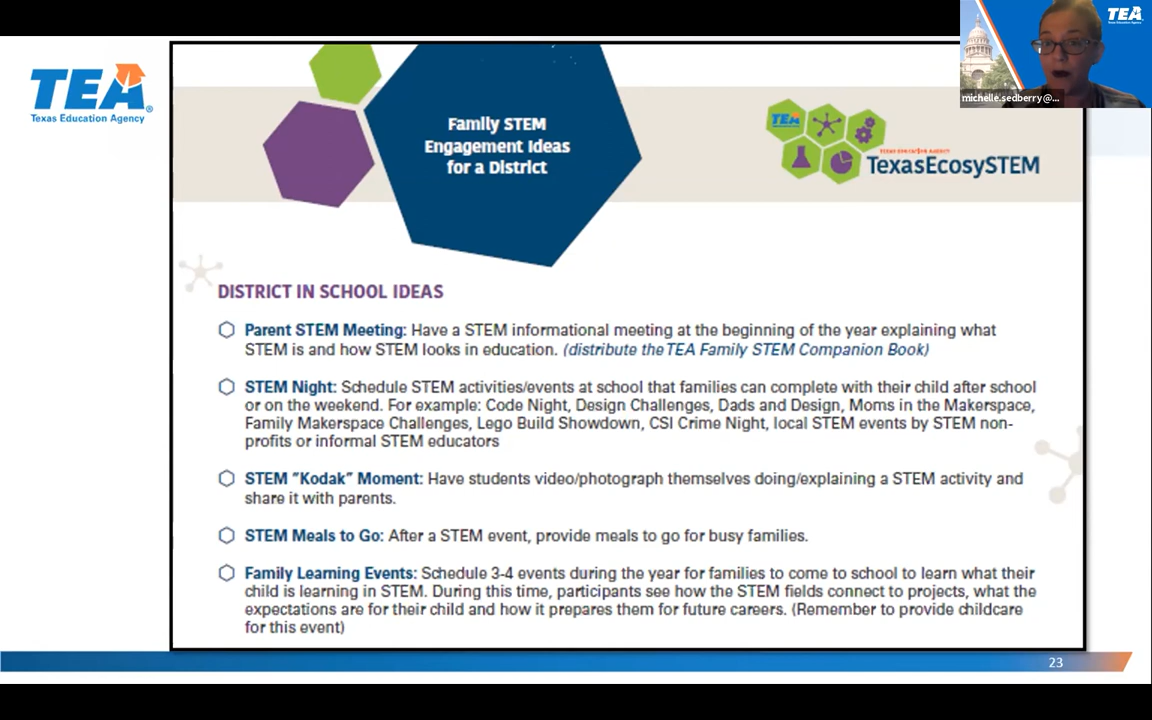 TEA
michelle.sedberry@...
TEA
Texas Education Agency
Family STEM
Engagement Ideas
for a District
TEA
TEXAS EDUCATION AGENCY
TexasEcosySTEM
DISTRICT IN SCHOOL IDEAS
Parent STEM Meeting: Have a STEM informational meeting at the beginning of the year explaining what
STEM is and how STEM looks in education. (distribute the TEA Family STEM Companion Book)
STEM Night: Schedule STEM activities/events at school that families can complete with their child after school
or on the weekend. For example: Code Night, Design Challenges, Dads and Design, Moms in the Makerspace,
Family Makerspace Challenges, Lego Build Showdown, CSI Crime Night, local STEM events by STEM non-
profits or informal STEM educators
STEM "Kodak" Moment: Have students video/photograph themselves doing/explaining a STEM activity and
share it with parents.
STEM Meals to Go: After a STEM event, provide meals to go for busy families.
Family Learning Events: Schedule 3-4 events during the year for families to come to school to learn what their
child is learning in STEM. During this time, participants see how the STEM fields connect to projects, what the
expectations are for their child and how it prepares them for future careers. (Remember to provide childcare
for this event)
23